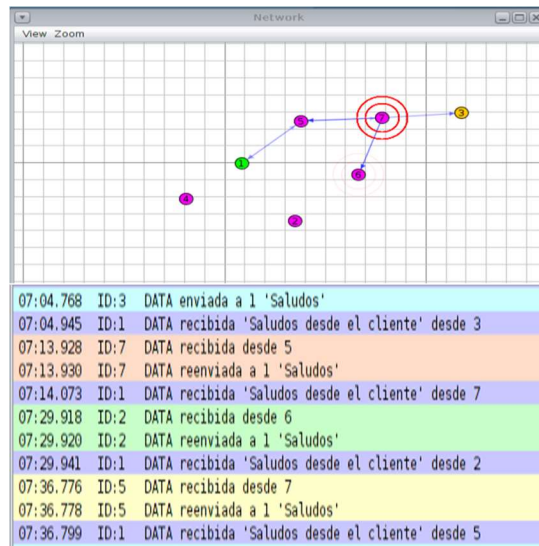 Network
View Zoom
3
7
5
1
6
4
2
07:04.768 ID:3 DATA enviada a 1 'Saludos'
07:04.945 ID:1 DATA recibida 'Saludos desde el cliente' desde 3
07:13.928 ID:7 DATA recibida desde 5
07:13.930 ID:7 DATA reenviada a 1 'Saludos'
07:14.073 ID:1 DATA recibida 'Saludos desde el cliente' desde 7
07:29.918 ID:2 DATA recibida desde 6
07:29.920 ID:2 DATA reenviada a 1 'Saludos'
07:29.941 ID:1 DATA recibida 'Saludos desde el cliente' desde 2
07:36.776 ID:5 DATA recibida desde 7
07:36.778 ID:5 DATA reenviada a 1 'Saludos'
07:36.799 ID:1 DATA recibida 'Saludos desde el cliente' desde 5